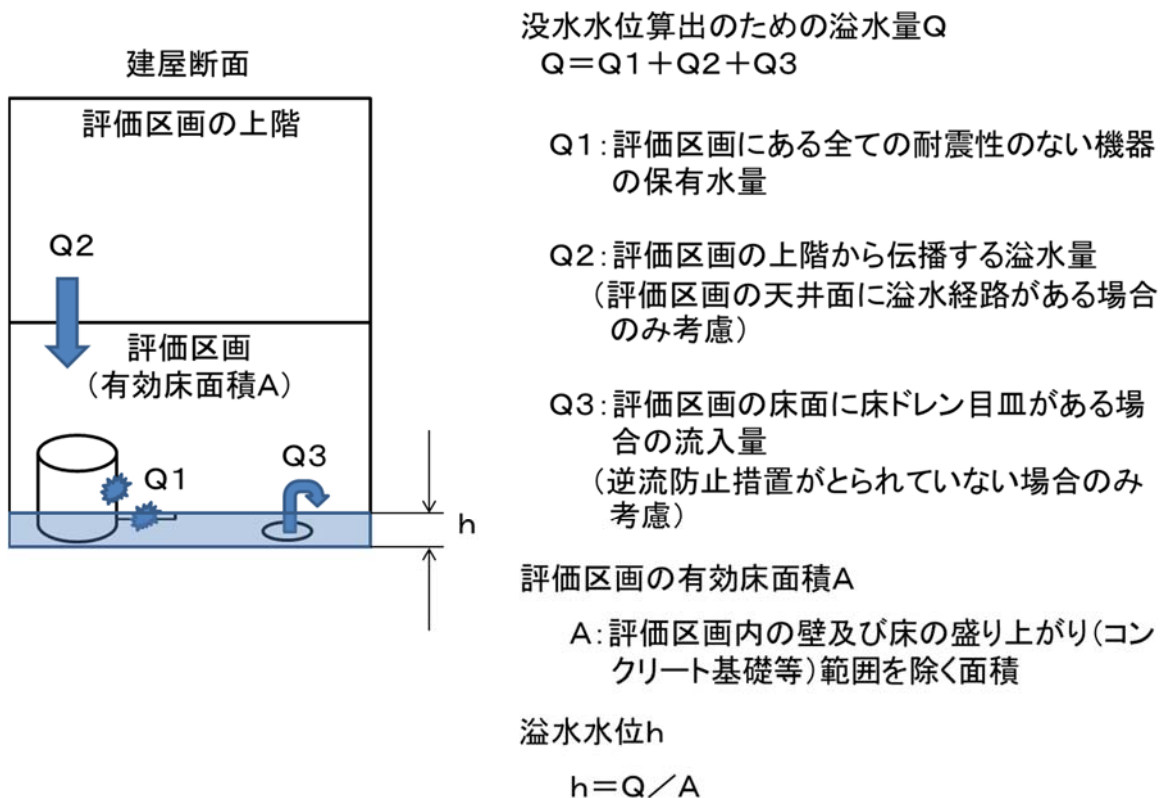 建屋断面
評価区画の上階
Q2
評価区画
(有効床面積A)
Q1
Q3
h
没水水位算出のための溢水量Q
Q=Q1+Q2+Q3
Q1:評価区画にある全ての耐震性のない機器
の保有水量
Q2:評価区画の上階から伝播する溢水量
(評価区画の天井面に溢水経路がある場合
のみ考慮)
Q3:評価区画の床面に床ドレン目皿がある場
合の流入量
(逆流防止措置がとられていない場合のみ
考慮)
評価区画の有効床面積A
A:評価区画内の壁及び床の盛り上がり(コン
クリート基礎等)範囲を除く面積
溢水水位h
h=Q/A